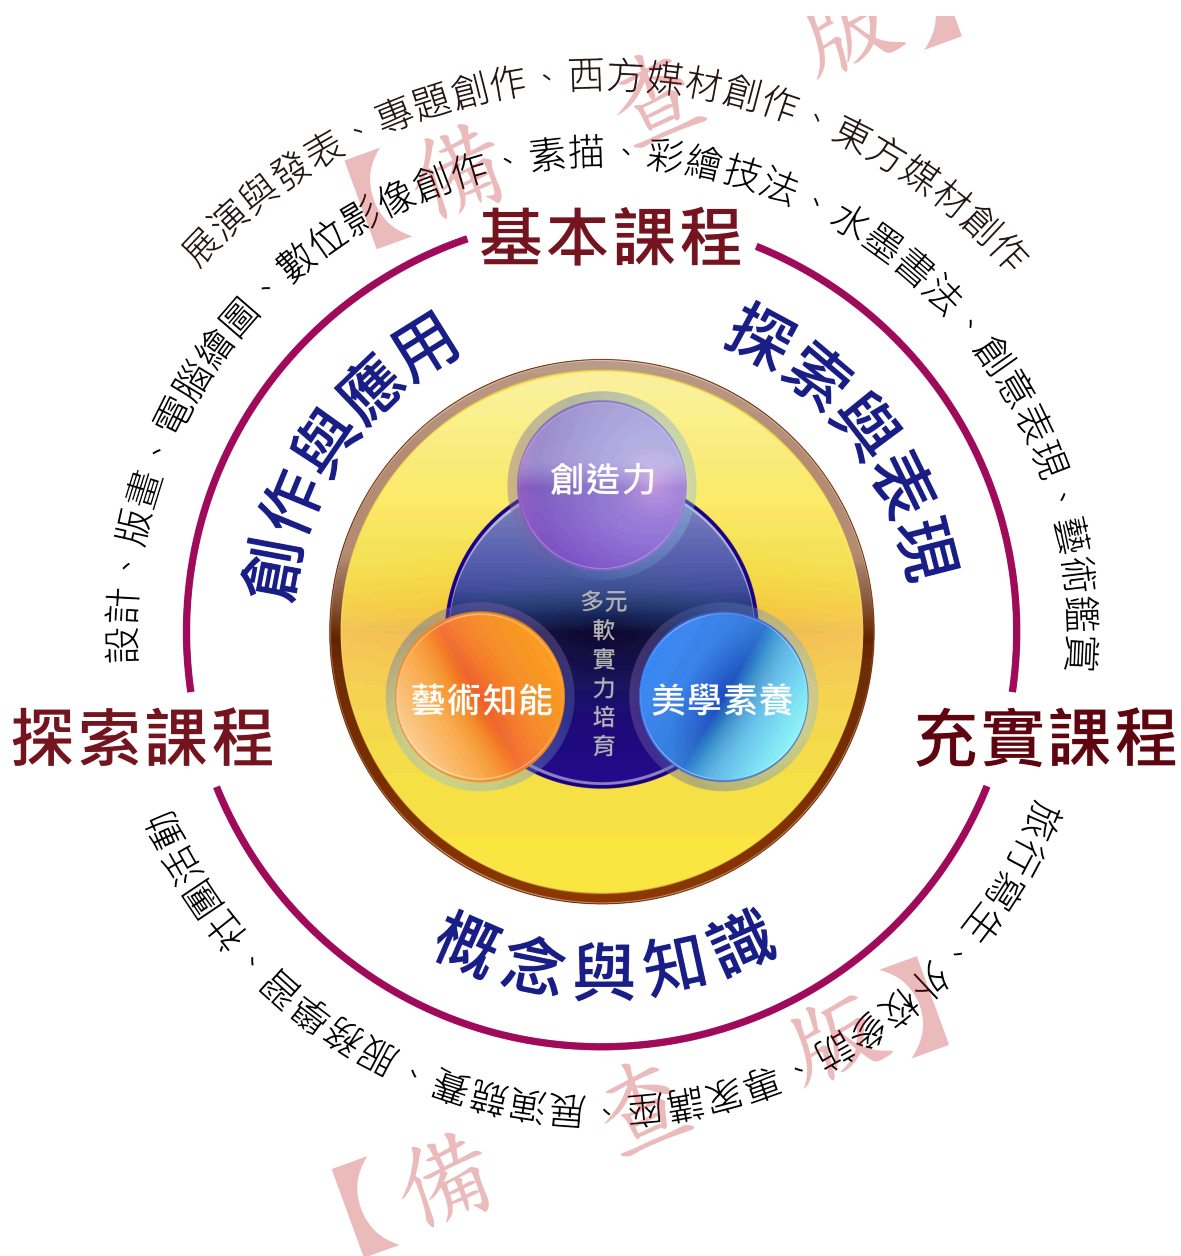 展演與發表、專題創作、西方媒材創作、東方媒材創作
設計、版畫、電腦繪圖、數位影像創作、素描、彩繪技法、水墨書法、創意表現、藝術鑑賞
基本課程
創作與應用
探索與表現
創造力
多元
軟
實
力
培
育
藝術知能
美學素養
探索課程
充實課程
概念與知識
旅行寫生、外校參訪、專家講座、展演競賽、服務學習、社團活動
【備查版】
【備查版】